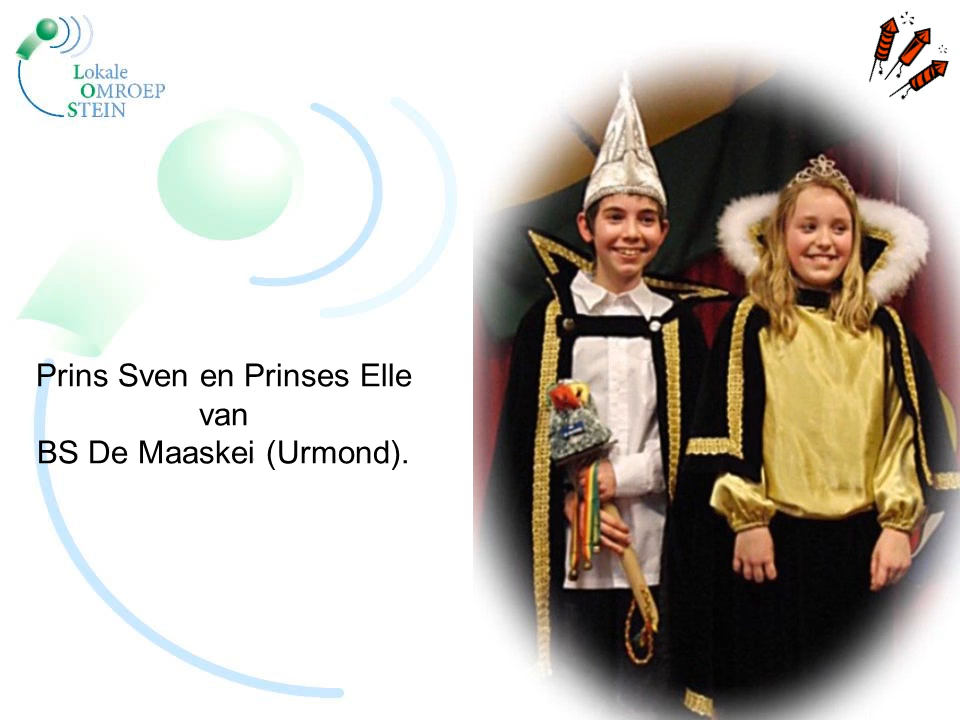 Lokale
OMROEP
STEIN
Prins Sven en Prinses Elle
van
BS De Maaskei (Urmond).